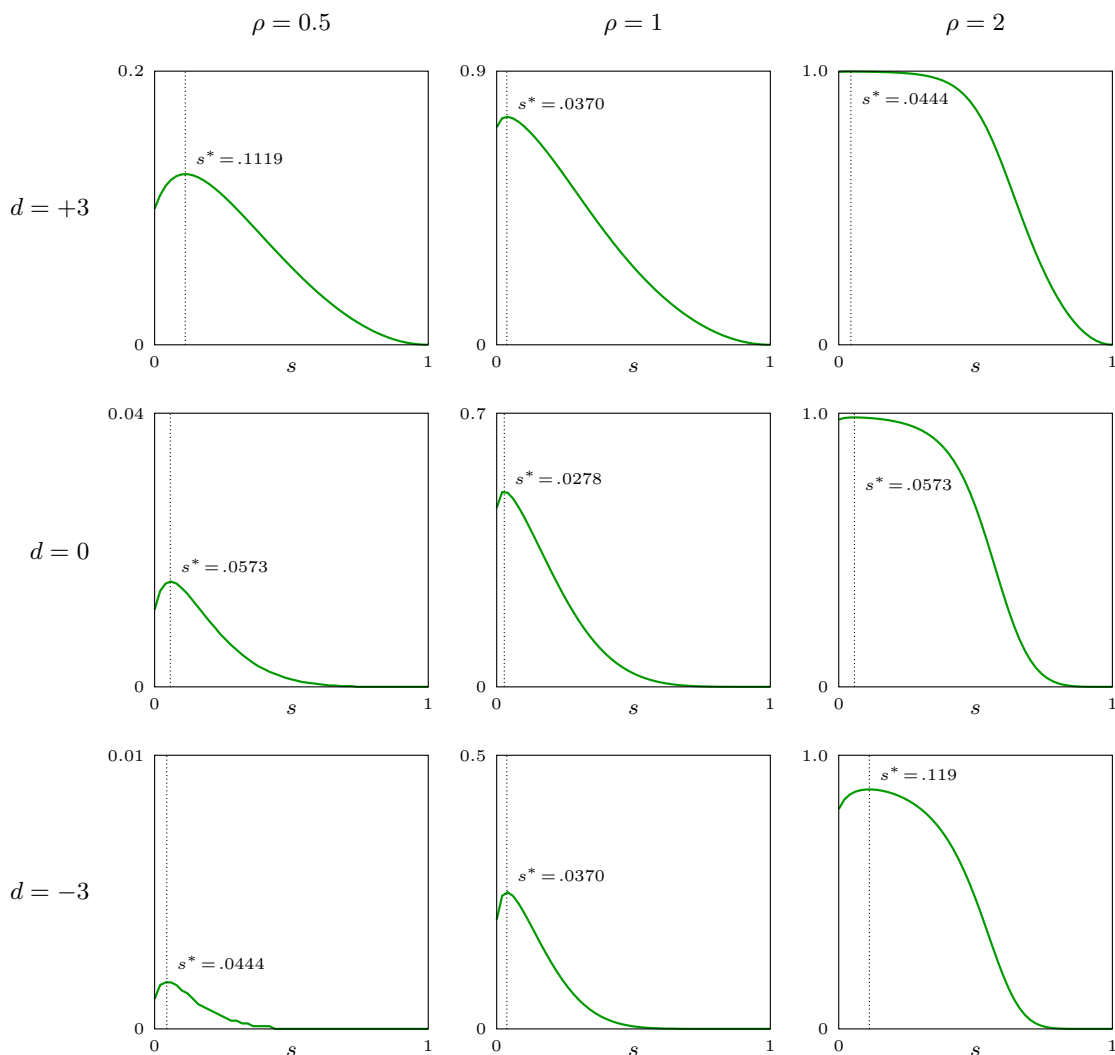 ρ = 0.5 ρ = 1 ρ = 2
0.2 0.9 1.0
s* = .1119 s* = .0370 s* = .0444
d = +3
0 0 0
0 s 1 0 s 1 0 s 1
0.04 0.7 1.0
s* = .0573 s* = .0278 s* = .0573
d = 0
0 0 0
0 s 1 0 s 1 0 s 1
0.01 0.5 1.0
s* = .0444 s* = .0370 s* = .119
d = −3
0 0 0
0 s 1 0 s 1 0 s 1